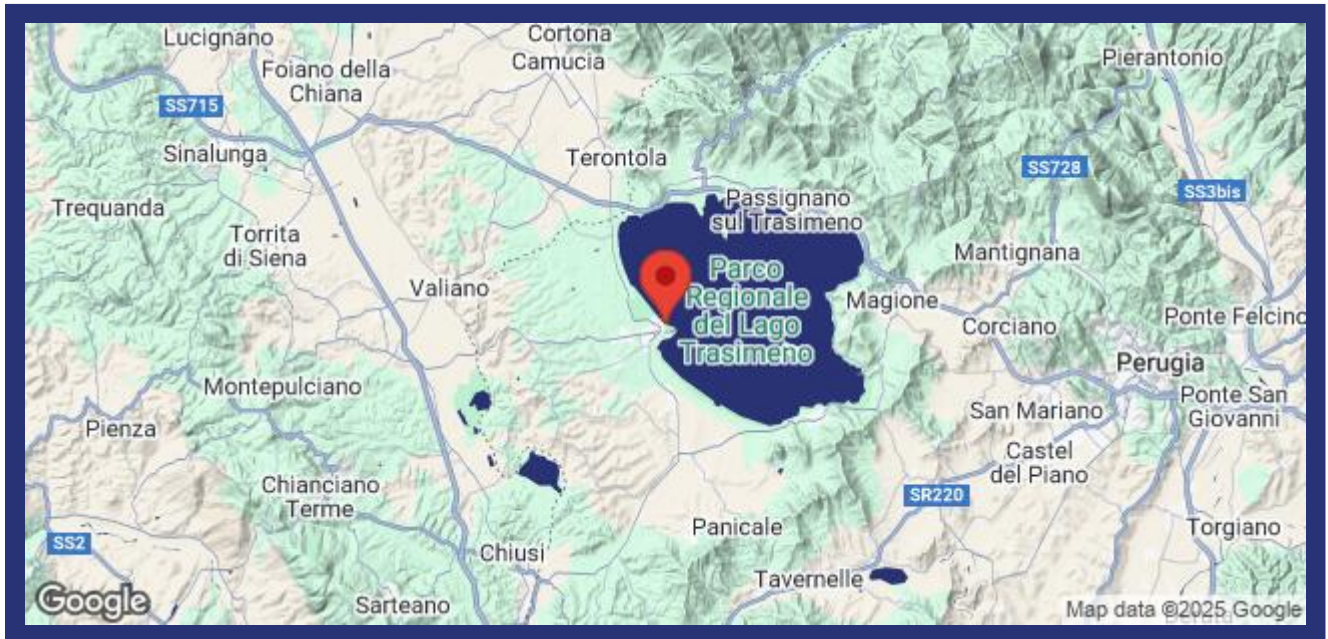 Lucignano
Cortona
Camucia
Pierantonio
Foiano della
Chiana
SS715
Sinalunga
Terontola
SS728
SS3bis
Trequanda
Passignano
sul Trasimeno
Torrita
di Siena
Mantignana
Valiano
Parco
Regionale
del Lago
Trasimeno
Magione
Corciano
Ponte Felcino
Perugia
Montepulciano
Ponte San
Giovanni
San Mariano
Pienza
Castel
del Piano
Chianciano
Terme
SR220
Panicale
Torgiano
SS2
Chiusi
Tavernelle
Google
Sarteano
Map data ©2025 Google